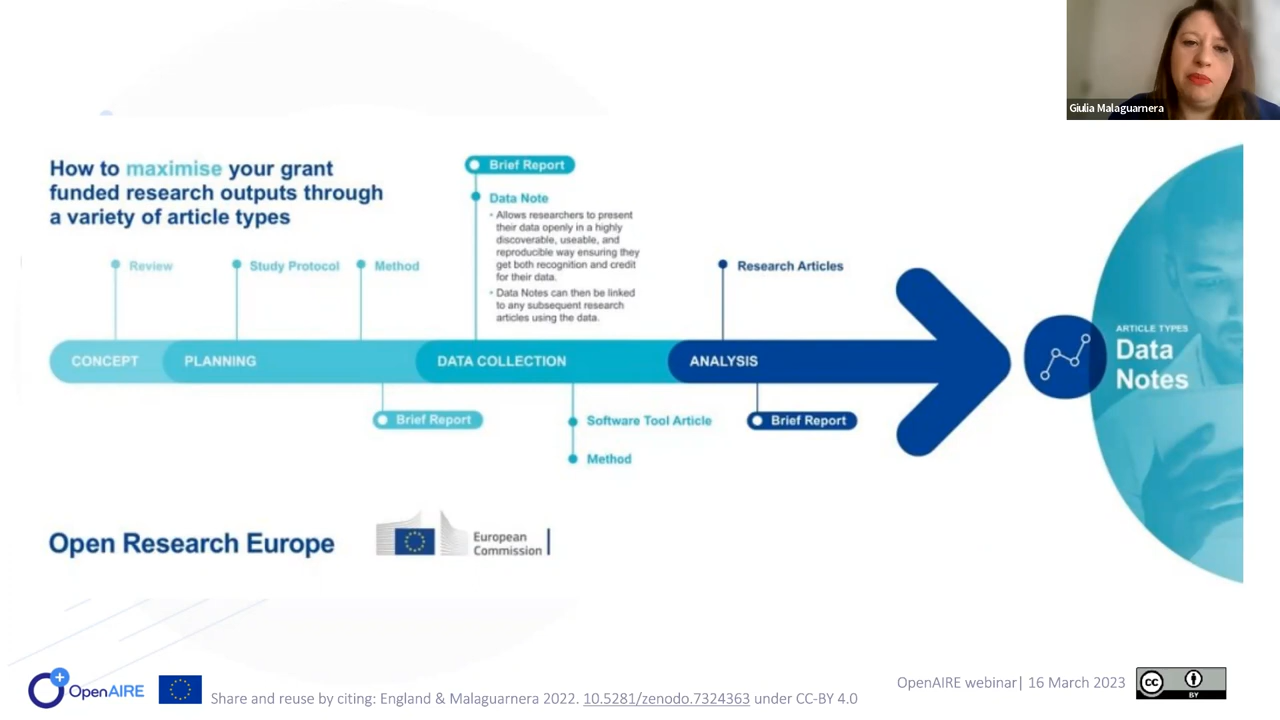 Giulia Malaguarnera
How to maximise your grant
funded research outputs through
a variety of article types
Brief Report
Data Note
• Allows researchers to present
their data openly in a highly
discoverable, useable, and
reproducible way ensuring they
get both recognition and credit
for their data.
• Data Notes can then be linked
to any subsequent research
articles using the data.
Review
Study Protocol
Method
Research Articles
CONCEPT
PLANNING
DATA COLLECTION
ANALYSIS
ARTICLE TYPES
Data
Notes
Brief Report
Software Tool Article
Method
Brief Report
Open Research Europe
European
Commission
OpenAIRE
Share and reuse by citing: England & Malaguarnera 2022. 10.5281/zenodo.7324363 under CC-BY 4.0
OpenAIRE webinar| 16 March 2023
cc
BY